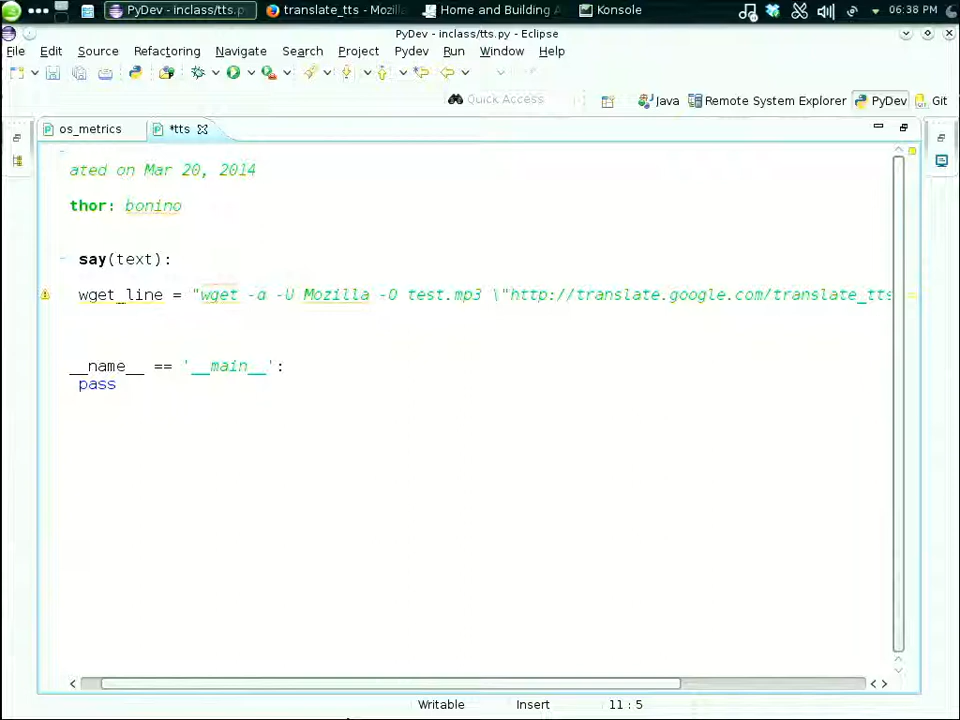 PyDev - inclass/tts.p
translate_tts - Mozilla
Home and Building A
Konsole
06:38 PM
PyDev - inclass/tts.py - Eclipse
File Edit Source Refactoring Navigate Search Project Pydev Run Window Help
Quick Access
Java
Remote System Explorer
PyDev
Git
os_metrics
*tts
ated on Mar 20, 2014
thor: bonino
say(text):
wget_line = "wget -a -U Mozilla -O test.mp3 \"http://translate.google.com/translate_tts
__name__ == '__main__':
pass
Writable
Insert
11 : 5